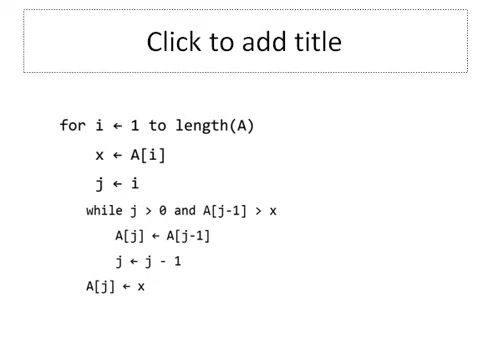 Click to add title
for i ← 1 to length(A)
x ← A[i]
j ← i
while j > 0 and A[j-1] > x
A[j] ← A[j-1]
j ← j - 1
A[j] ← x